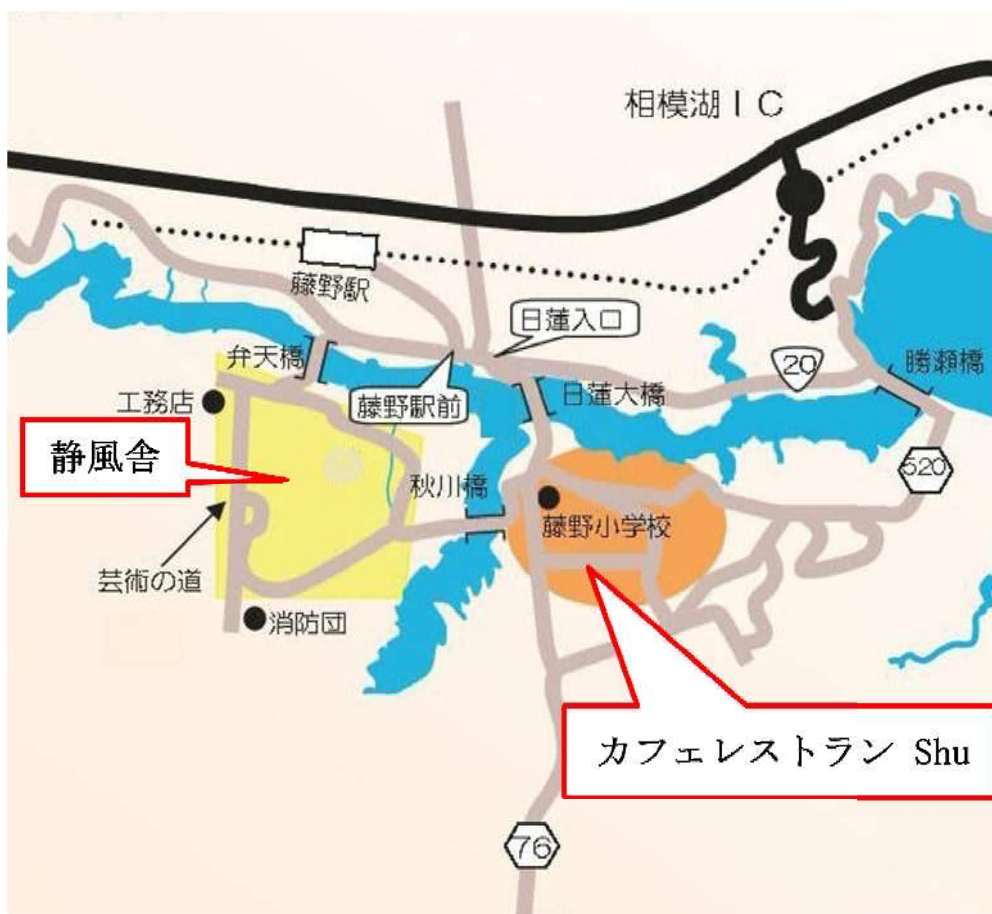 相模湖IC
藤野駅
日蓮入口
弁天橋
20
勝瀬橋
藤野駅前
日蓮大橋
工務店
静風舎
520
秋川橋
藤野小学校
芸術の道
消防団
カフェレストラン Shu
76